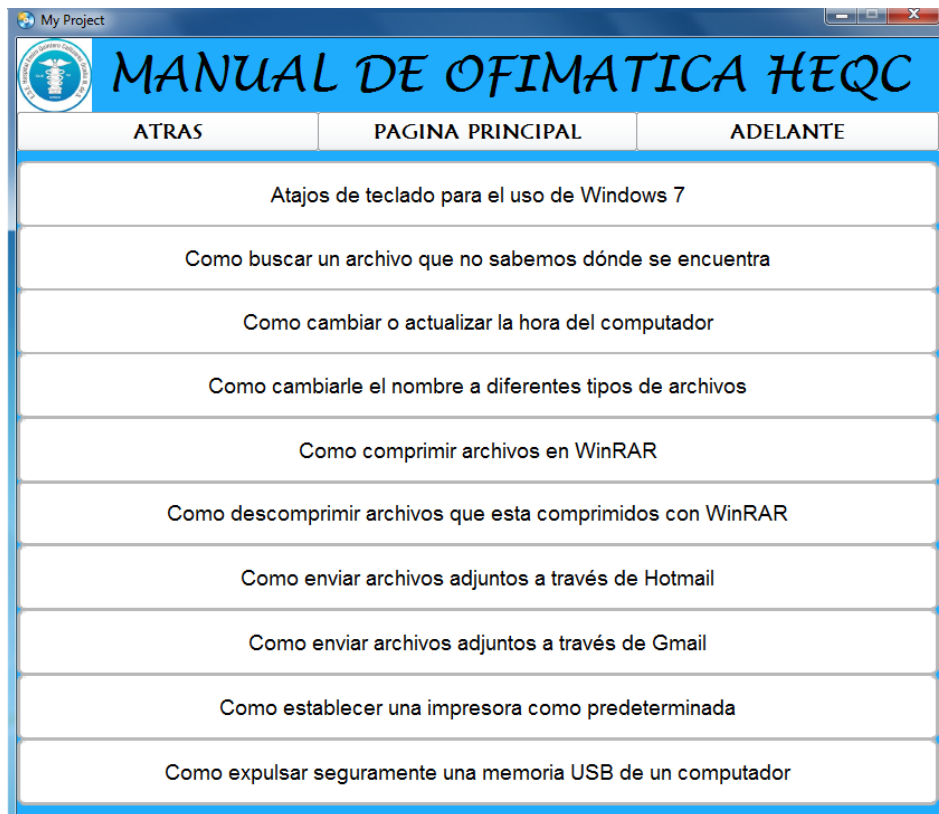 My Project
MANUAL DE OFIMATICA HEQC
ATRAS PAGINA PRINCIPAL ADELANTE
Atajos de teclado para el uso de Windows 7
Como buscar un archivo que no sabemos dónde se encuentra
Como cambiar o actualizar la hora del computador
Como cambiarle el nombre a diferentes tipos de archivos
Como comprimir archivos en WinRAR
Como descomprimir archivos que esta comprimidos con WinRAR
Como enviar archivos adjuntos a través de Hotmail
Como enviar archivos adjuntos a través de Gmail
Como establecer una impresora como predeterminada
Como expulsar seguramente una memoria USB de un computador